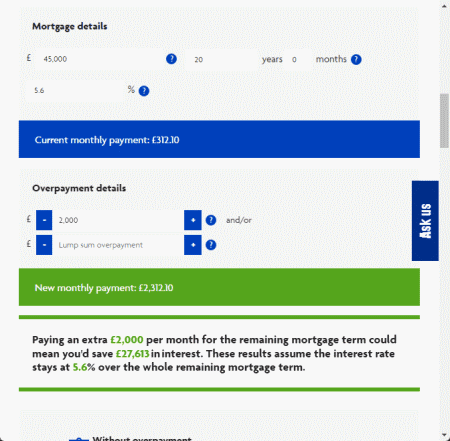 Mortgage details
£ 45,000 ? 20 years 0 months ?
5.6 % ?
Current monthly payment: £312.10
Overpayment details
£ - 2,000 + ? and/or
£ - Lump sum overpayment + ?
Ask us
New monthly payment: £2,312.10
Paying an extra £2,000 per month for the remaining mortgage term could
mean you'd save £27,613 in interest. These results assume the interest rate
stays at 5.6% over the whole remaining mortgage term.
Without overpayment